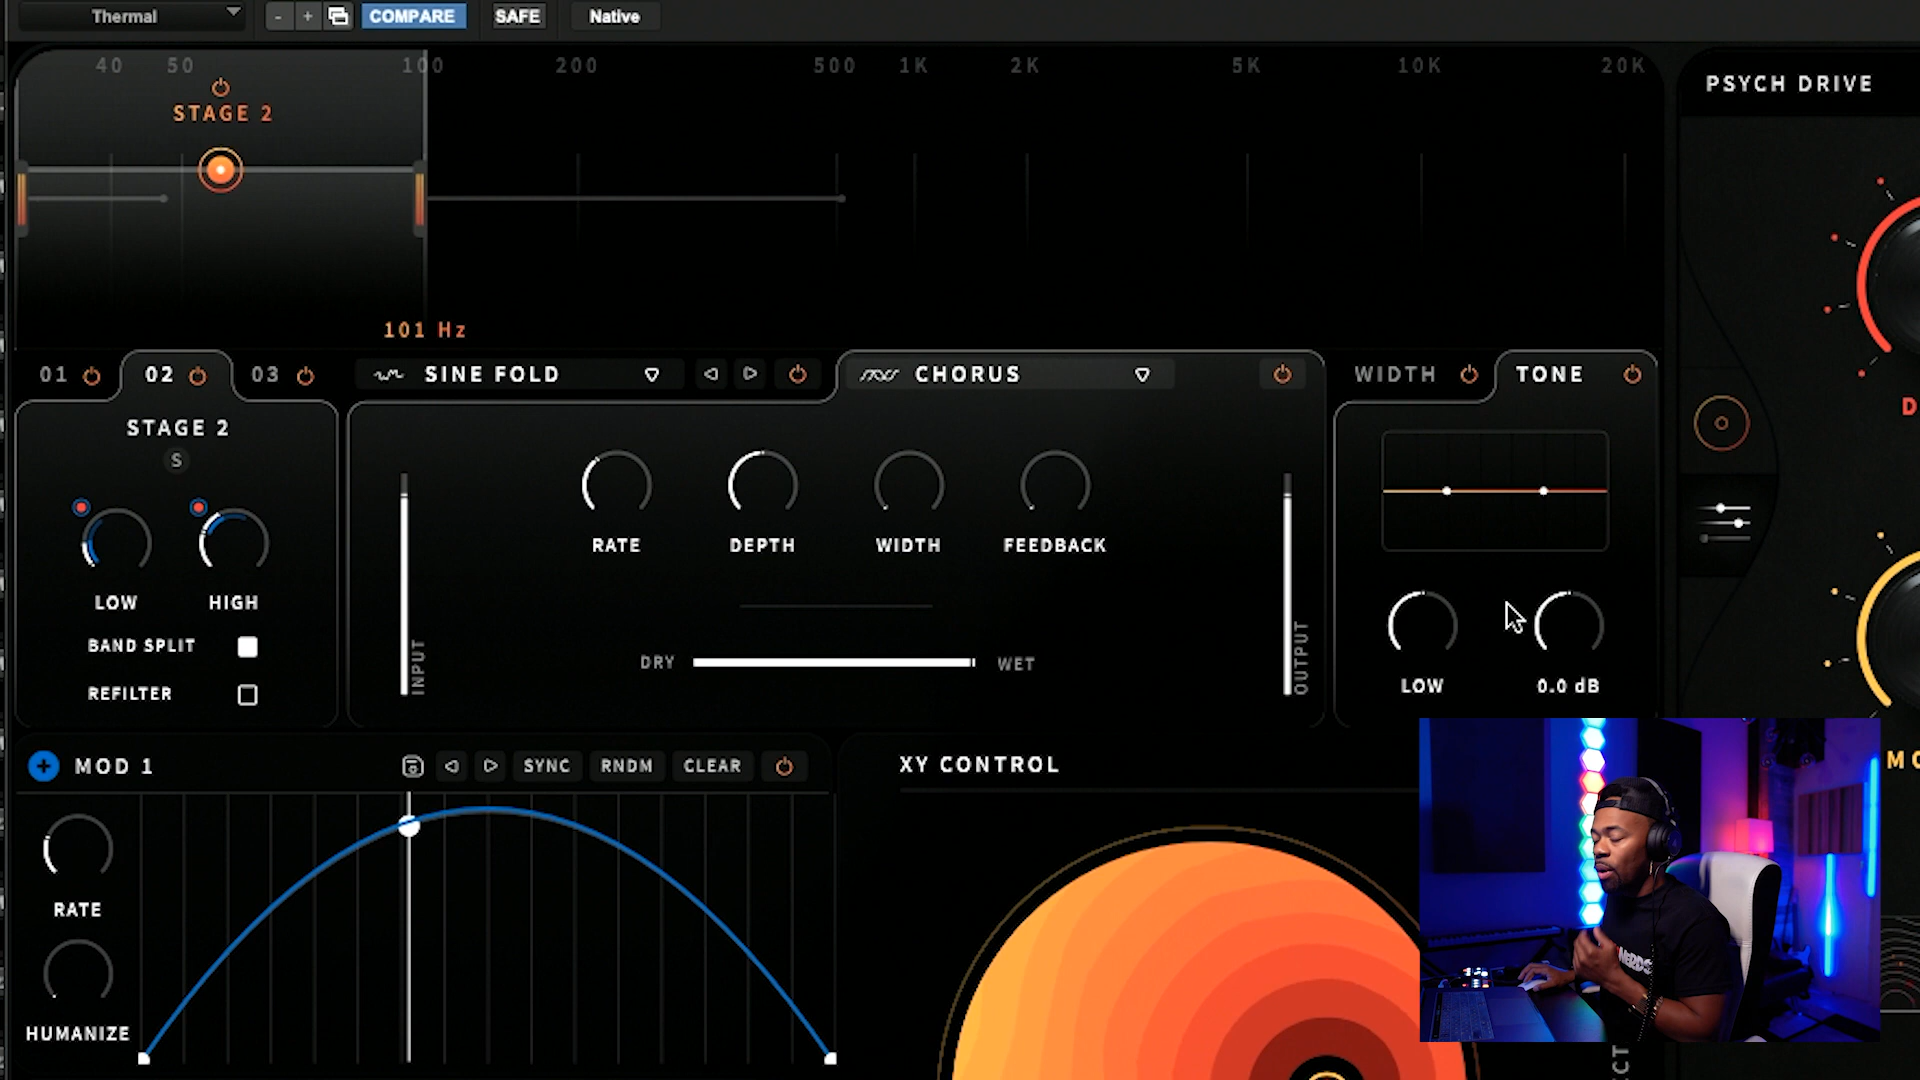 Thermal - + COMPARE SAFE Native
40 50 100 200 500 1K 2K 5K 10K 20K
PSYCH DRIVE
STAGE 2
101 Hz
01 02 03 SINE FOLD CHORUS WIDTH TONE
STAGE 2
S
RATE DEPTH WIDTH FEEDBACK
LOW HIGH
BAND SPLIT
REFILTER
INPUT
DRY WET
OUTPUT
LOW 0.0 dB
MOD 1 SYNC RNDM CLEAR
XY CONTROL
RATE
HUMANIZE